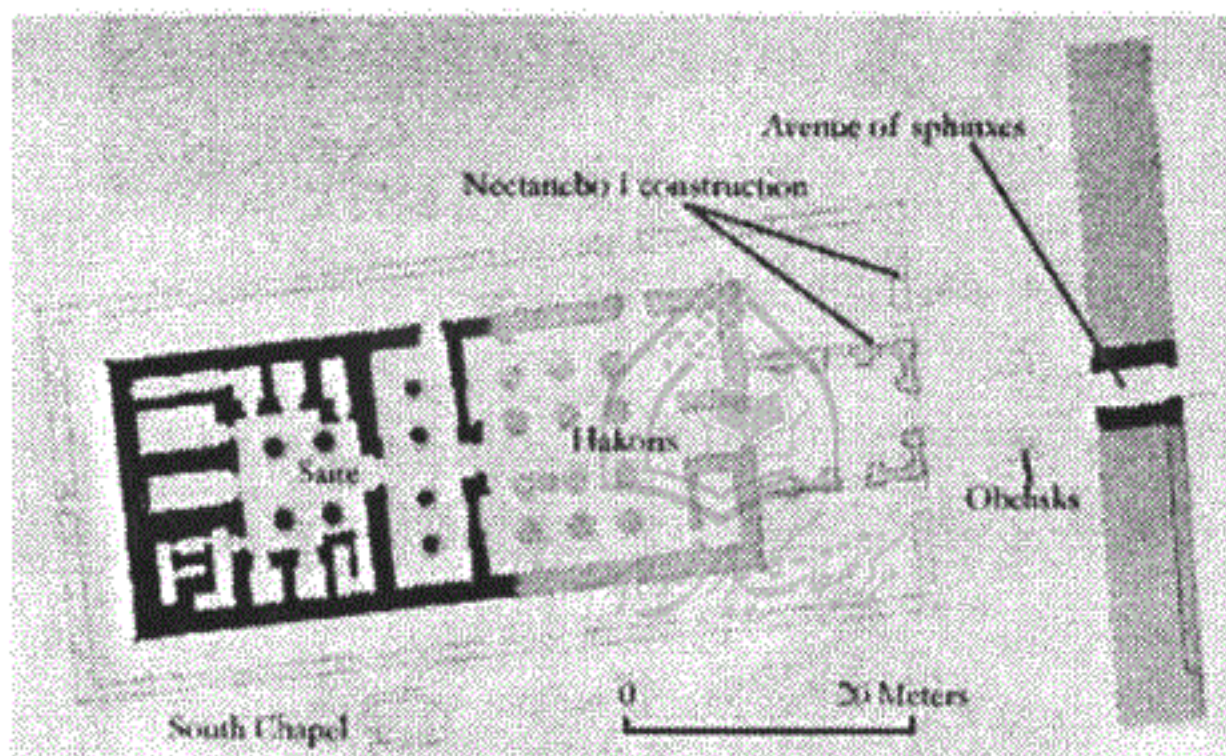 Avenue of sphinxes
Nectanebo I construction
Hakoris
Saite
Obelisks
0 20 Meters
South Chapel